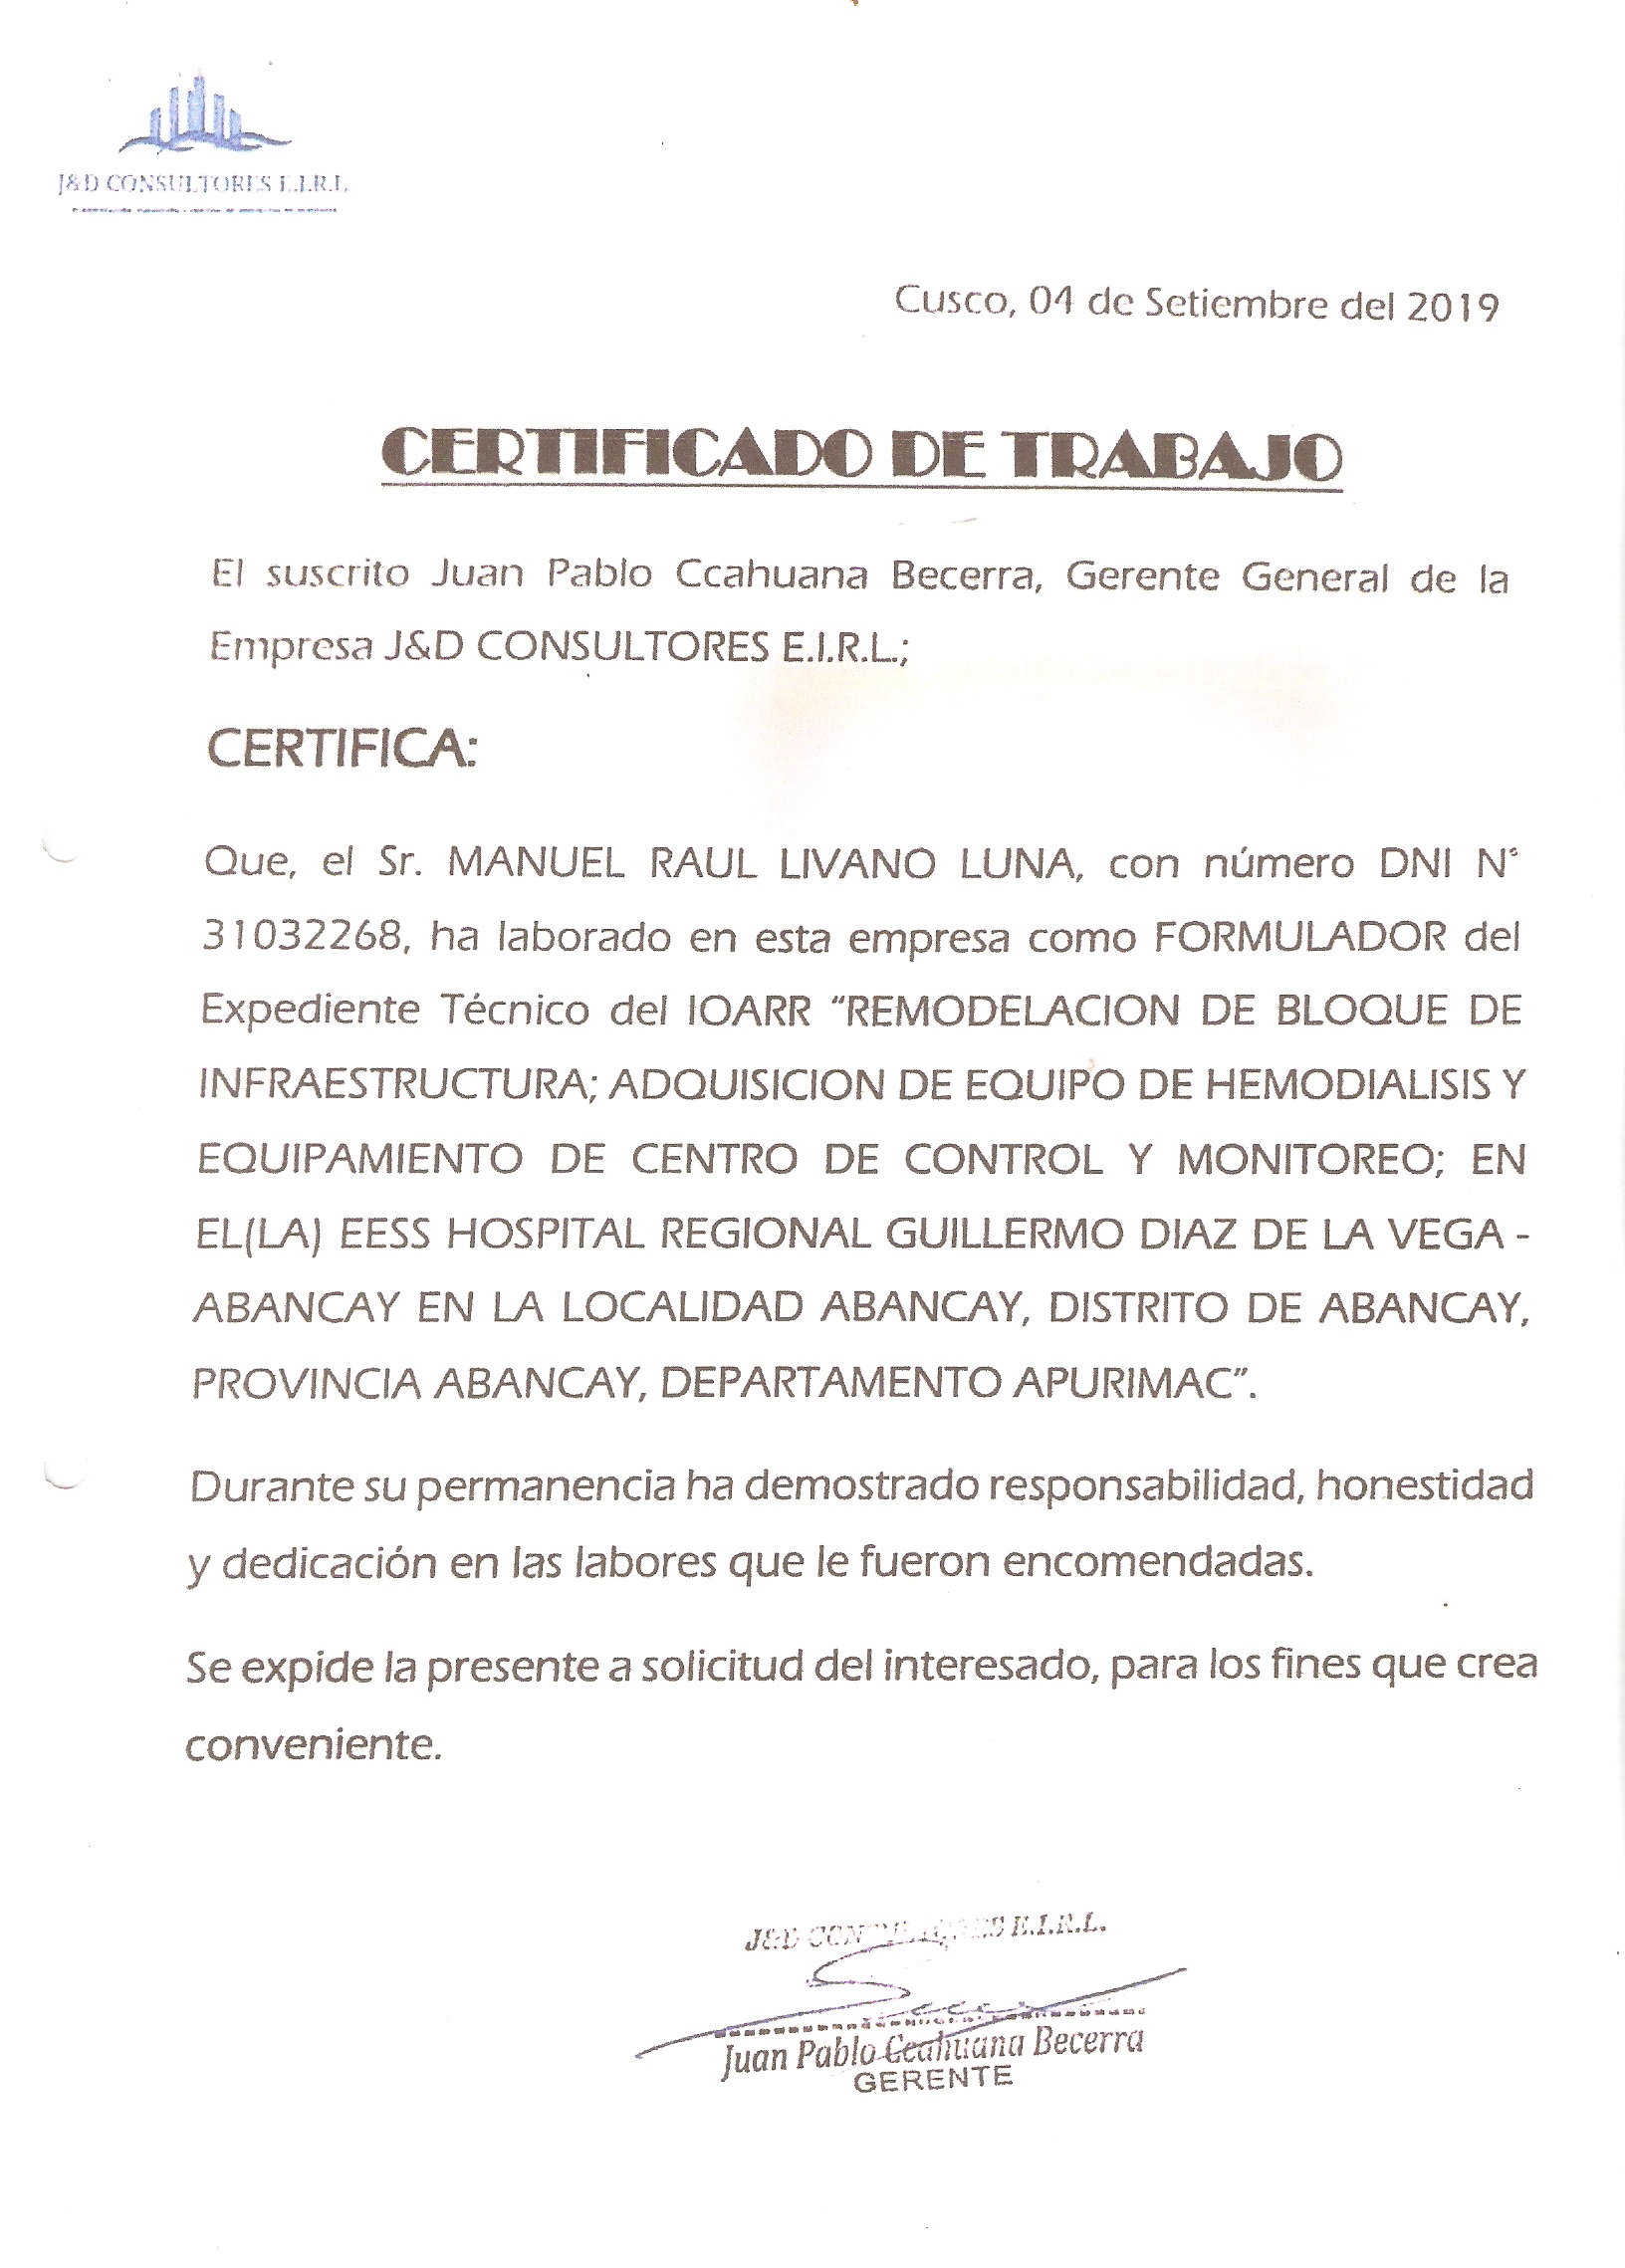 J&D CONSULTORES E.I.R.L.
Cusco, 04 de Setiembre del 2019
CERTIFICADO DE TRABAJO
El suscrito Juan Pablo Ccahuana Becerra, Gerente General de la
Empresa J&D CONSULTORES E.I.R.L.;
CERTIFICA:
Que, el Sr. MANUEL RAUL LIVANO LUNA, con número DNI N°
31032268, ha laborado en esta empresa como FORMULADOR del
Expediente Técnico del IOARR “REMODELACION DE BLOQUE DE
INFRAESTRUCTURA; ADQUISICION DE EQUIPO DE HEMODIALISIS Y
EQUIPAMIENTO DE CENTRO DE CONTROL Y MONITOREO; EN
EL(LA) EESS HOSPITAL REGIONAL GUILLERMO DIAZ DE LA VEGA -
ABANCAY EN LA LOCALIDAD ABANCAY, DISTRITO DE ABANCAY,
PROVINCIA ABANCAY, DEPARTAMENTO APURIMAC”.
Durante su permanencia ha demostrado responsabilidad, honestidad
y dedicación en las labores que le fueron encomendadas.
Se expide la presente a solicitud del interesado, para los fines que crea
conveniente.
J&D CONSULTORES E.I.R.L.
Juan Pablo Ccahuana Becerra
GERENTE